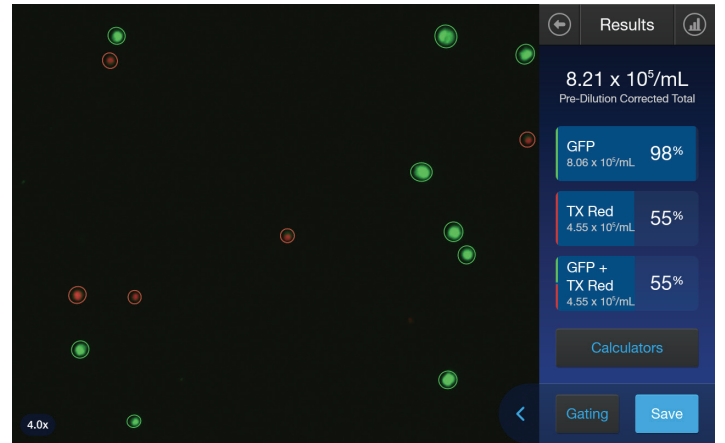 Results
8.21 x 10⁵/mL
Pre-Dilution Corrected Total
GFP
8.06 x 10⁵/mL
98%
TX Red
4.55 x 10⁵/mL
55%
GFP +
TX Red
4.55 x 10⁵/mL
55%
Calculators
4.0x
Gating
Save